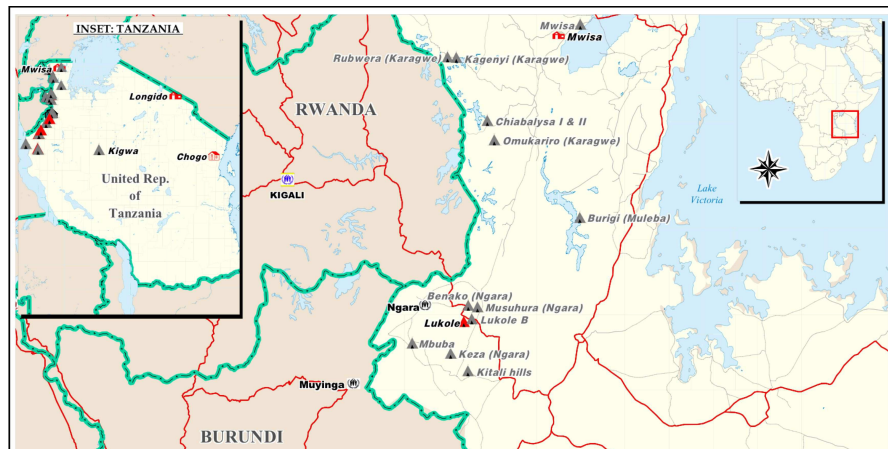 INSET: TANZANIA
Mwisa
Longido
Kigwa
Chogo
United Rep.
of
Tanzania
Mwisa
Mwisa
Rubwera (Karagwe)
Kagenyi (Karagwe)
RWANDA
Chiabalysa I & II
Omukariro (Karagwe)
KIGALI
Lake
Victoria
Burigi (Muleba)
Benako (Ngara)
Ngara
Musuhura (Ngara)
Lukole
Lukole B
Mbuba
Keza (Ngara)
Kitali hills
Muyinga
BURUNDI